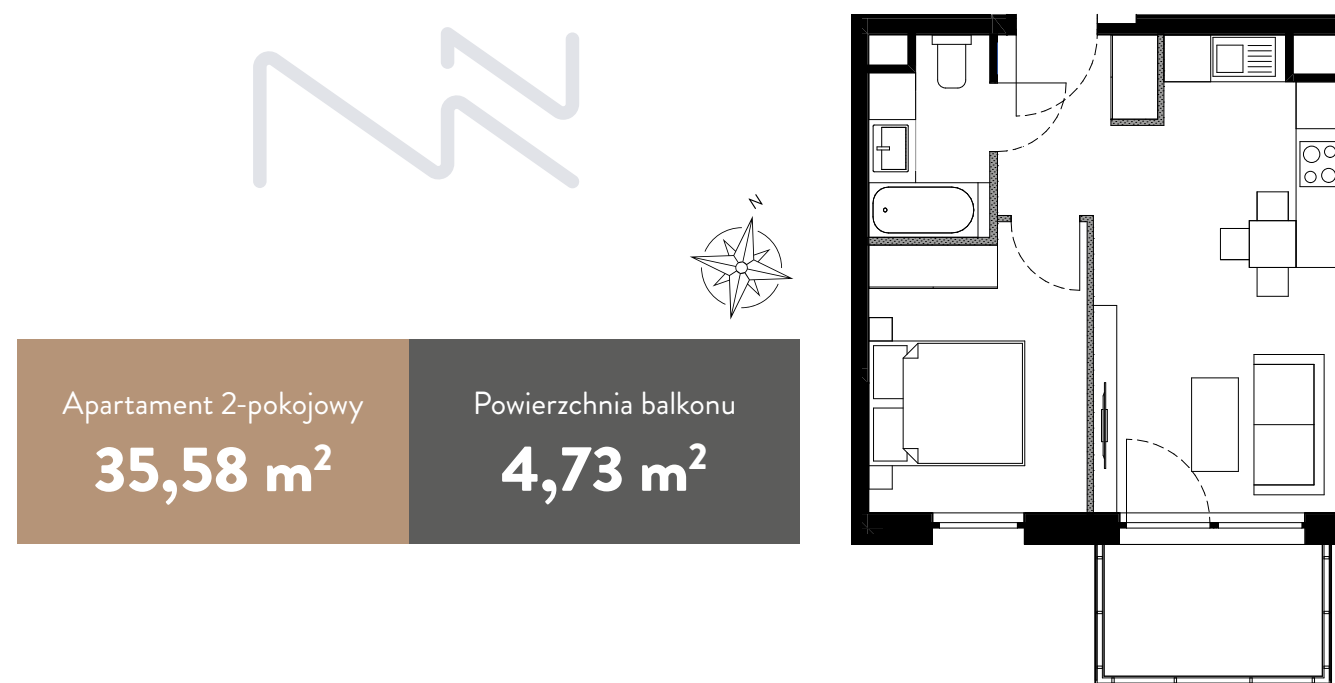 N
Apartament 2-pokojowy
35,58 m²
Powierzchnia balkonu
4,73 m²